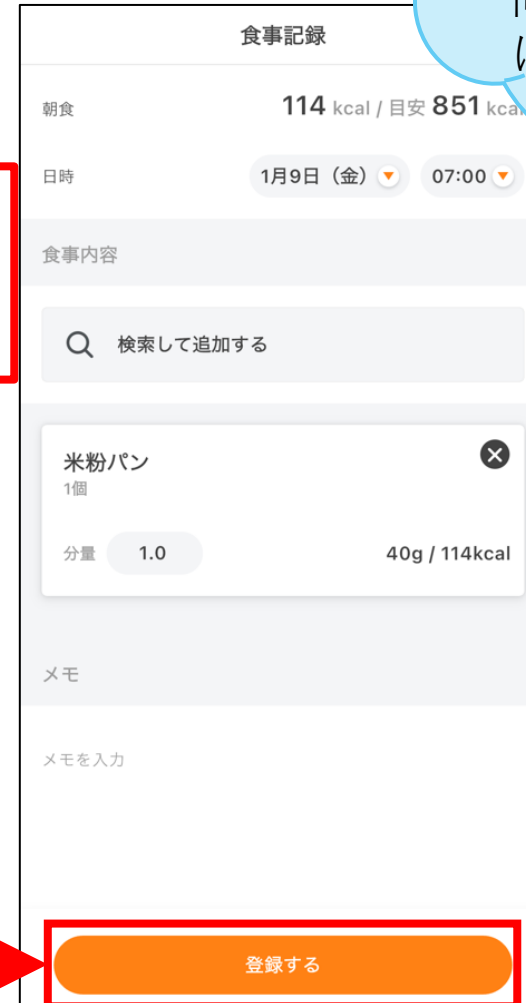 食事記録
朝食 114 kcal / 目安 851 kcal
日時 1月9日（金） 07:00
食事内容
検索して追加する
米粉パン
1個
分量 1.0 40g / 114kcal
メモ
メモを入力
登録する